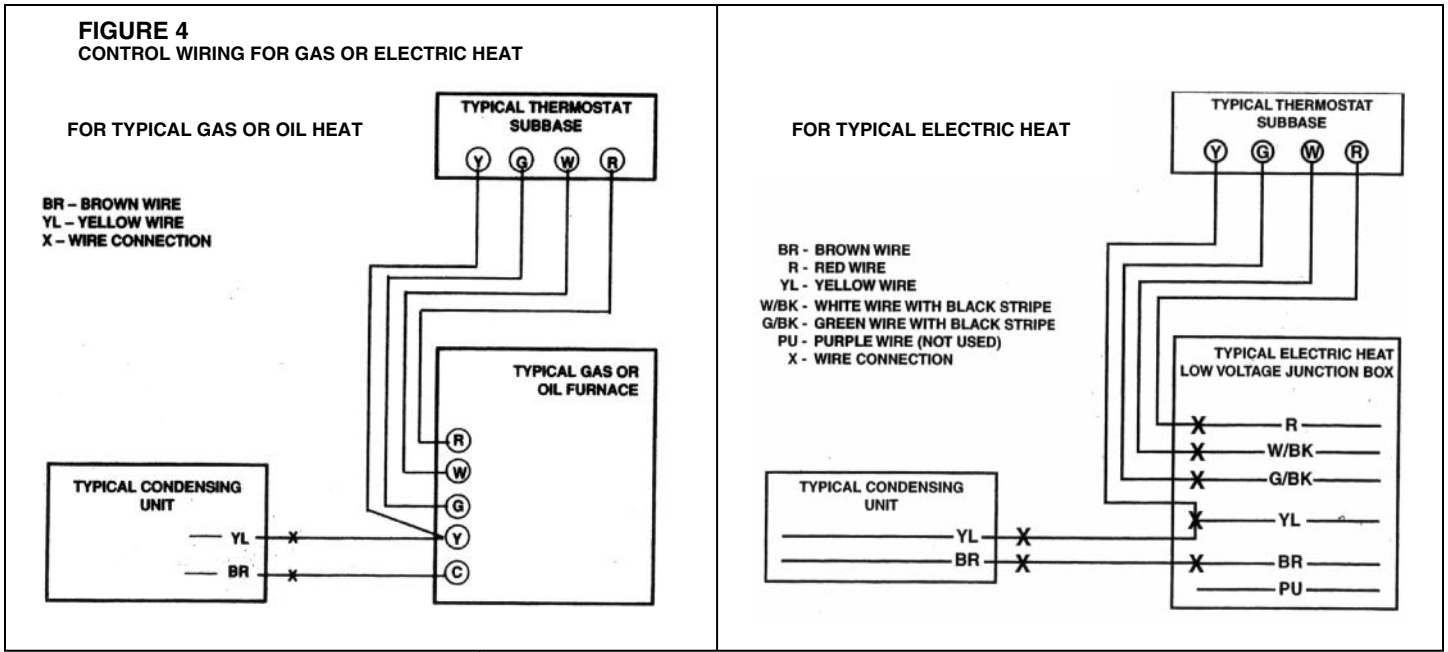 FIGURE 4
CONTROL WIRING FOR GAS OR ELECTRIC HEAT
FOR TYPICAL GAS OR OIL HEAT
TYPICAL THERMOSTAT
SUBBASE
Y G W R
BR – BROWN WIRE
YL – YELLOW WIRE
X – WIRE CONNECTION
TYPICAL GAS OR
OIL FURNACE
R
W
G
Y
C
TYPICAL CONDENSING
UNIT
YL X
BR X
FOR TYPICAL ELECTRIC HEAT
TYPICAL THERMOSTAT
SUBBASE
Y G W R
BR - BROWN WIRE
R - RED WIRE
YL - YELLOW WIRE
W/BK - WHITE WIRE WITH BLACK STRIPE
G/BK - GREEN WIRE WITH BLACK STRIPE
PU - PURPLE WIRE (NOT USED)
X - WIRE CONNECTION
TYPICAL ELECTRIC HEAT
LOW VOLTAGE JUNCTION BOX
X R
X W/BK
X G/BK
X YL
X BR
PU
TYPICAL CONDENSING
UNIT
YL X
BR X